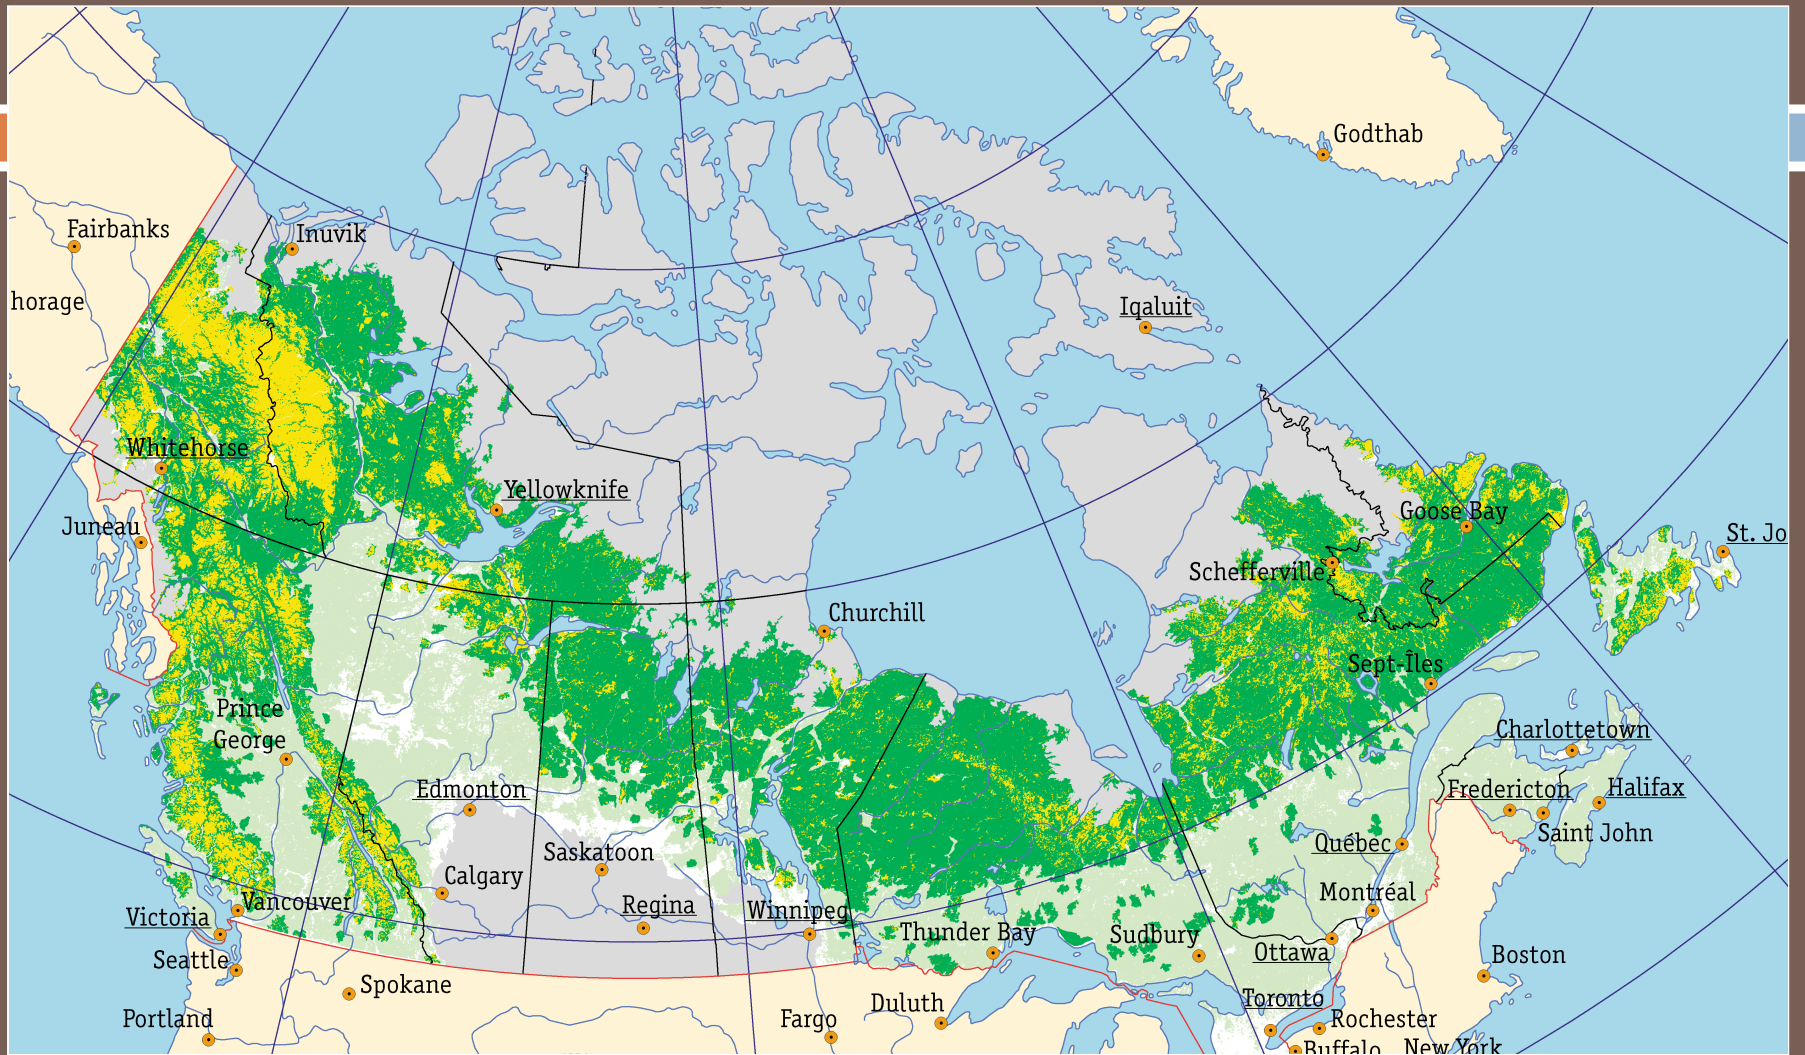 Godthab
Fairbanks
Inuvik
horage
Iqaluit
Whitehorse
Yellowknife
Juneau
Goose Bay
St. Jo
Schefferville
Churchill
Sept-Îles
Prince
George
Charlottetown
Edmonton
Fredericton
Halifax
Saint John
Québec
Saskatoon
Calgary
Montréal
Vancouver
Regina
Winnipeg
Victoria
Thunder Bay
Sudbury
Ottawa
Seattle
Boston
Spokane
Toronto
Duluth
Portland
Fargo
Rochester
Buffalo
New York